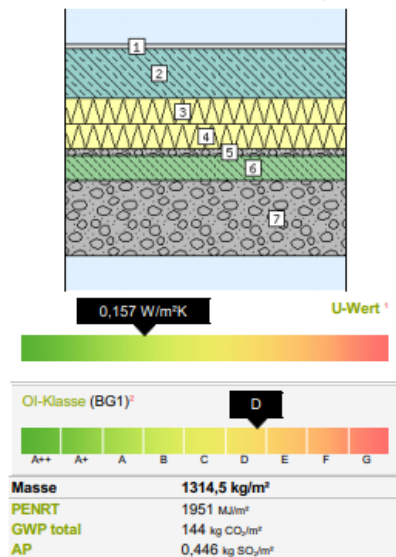 1
2
3
4
5
6
7
0,157 W/m²K
U-Wert ¹
OI-Klasse (BG1)²
D
A++ A+ A B C D E F G
Masse 1314,5 kg/m²
PENRT 1951 MJ/m²
GWP total 144 kg CO₂/m²
AP 0,446 kg SO₂/m²